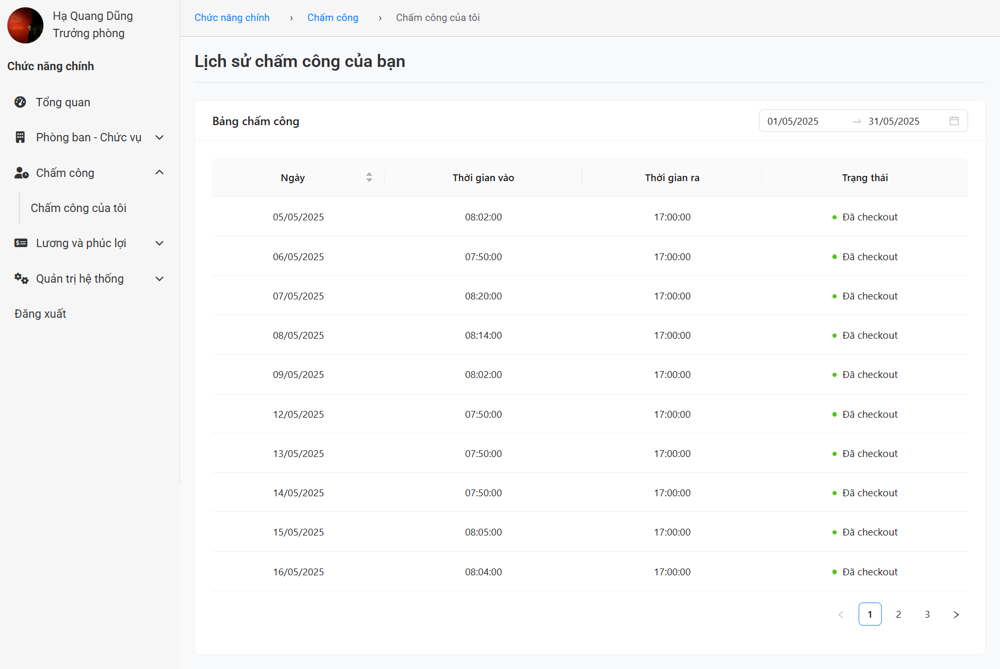 Hạ Quang Dũng
Trưởng phòng
Chức năng chính
Tổng quan
Phòng ban - Chức vụ
Chấm công
Chấm công của tôi
Lương và phúc lợi
Quản trị hệ thống
Đăng xuất
Chức năng chính › Chấm công › Chấm công của tôi
Lịch sử chấm công của bạn
Bảng chấm công
01/05/2025 → 31/05/2025
Ngày Thời gian vào Thời gian ra Trạng thái
05/05/2025 08:02:00 17:00:00 Đã checkout
06/05/2025 07:50:00 17:00:00 Đã checkout
07/05/2025 08:20:00 17:00:00 Đã checkout
08/05/2025 08:14:00 17:00:00 Đã checkout
09/05/2025 08:02:00 17:00:00 Đã checkout
12/05/2025 07:50:00 17:00:00 Đã checkout
13/05/2025 07:50:00 17:00:00 Đã checkout
14/05/2025 07:50:00 17:00:00 Đã checkout
15/05/2025 08:05:00 17:00:00 Đã checkout
16/05/2025 08:04:00 17:00:00 Đã checkout
1 2 3